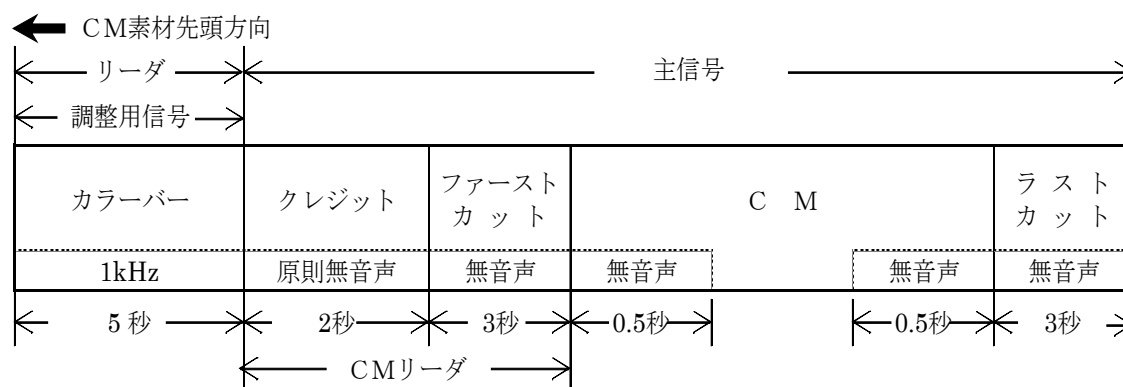 CM素材先頭方向
リーダ
主信号
調整用信号
カラーバー
クレジット
ファースト
カット
CM
ラスト
カット
1kHz
原則無音声
無音声
無音声
無音声
無音声
5秒
2秒
3秒
0.5秒
0.5秒
3秒
CMリーダ